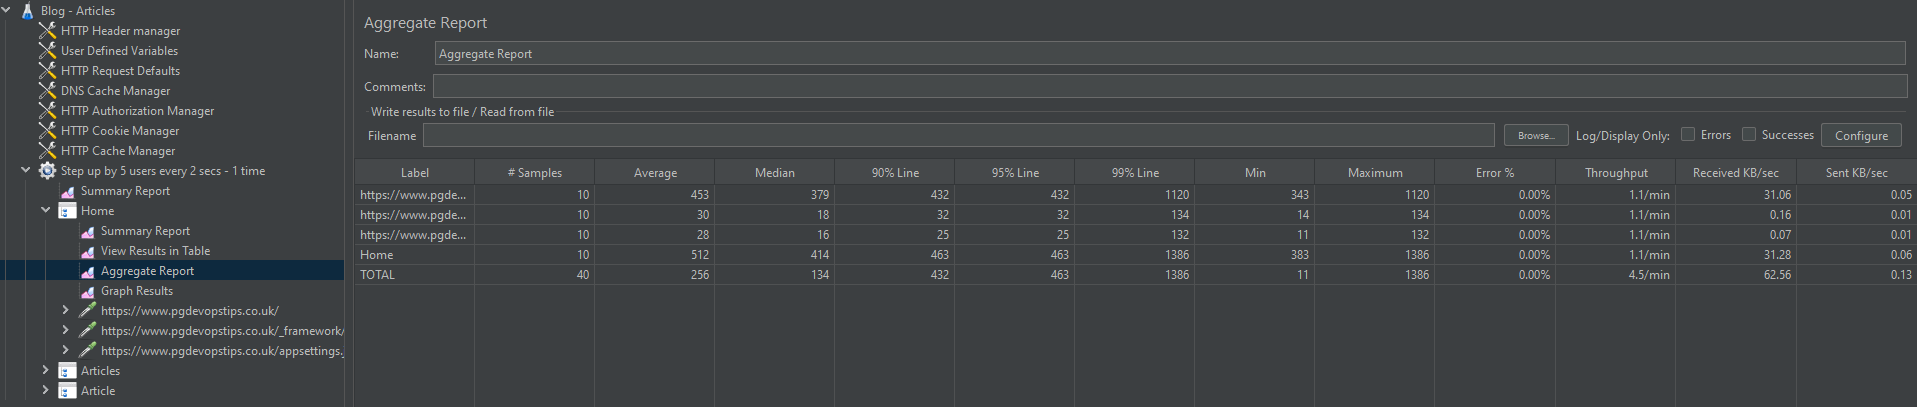 Blog - Articles
HTTP Header manager
User Defined Variables
HTTP Request Defaults
DNS Cache Manager
HTTP Authorization Manager
HTTP Cookie Manager
HTTP Cache Manager
Step up by 5 users every 2 secs - 1 time
Summary Report
Home
Summary Report
View Results in Table
Aggregate Report
Graph Results
https://www.pgdevopstips.co.uk/
https://www.pgdevopstips.co.uk/_framework/
https://www.pgdevopstips.co.uk/appsettings.
Articles
Article
Aggregate Report
Name: Aggregate Report
Comments:
Write results to file / Read from file
Filename Browse... Log/Display Only: Errors Successes Configure
Label # Samples Average Median 90% Line 95% Line 99% Line Min Maximum Error % Throughput Received KB/sec Sent KB/sec
https://www.pgde... 10 453 379 432 432 1120 343 1120 0.00% 1.1/min 31.06 0.05
https://www.pgde... 10 30 18 32 32 134 14 134 0.00% 1.1/min 0.16 0.01
https://www.pgde... 10 28 16 25 25 132 11 132 0.00% 1.1/min 0.07 0.01
Home 10 512 414 463 463 1386 383 1386 0.00% 1.1/min 31.28 0.06
TOTAL 40 256 134 432 463 1386 11 1386 0.00% 4.5/min 62.56 0.13